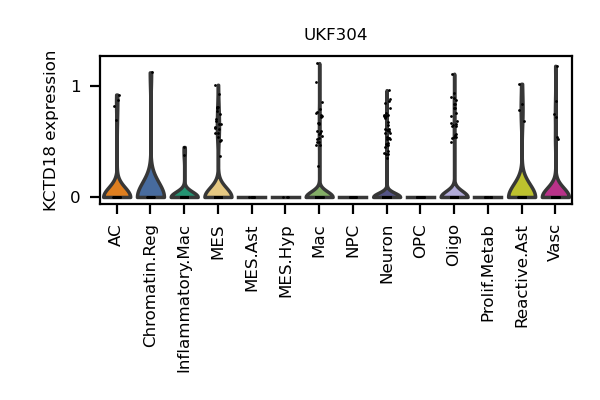 UKF304
KCTD18 expression
1
0
AC
Chromatin.Reg
Inflammatory.Mac
MES
MES.Ast
MES.Hyp
Mac
NPC
Neuron
OPC
Oligo
Prolif.Metab
Reactive.Ast
Vasc